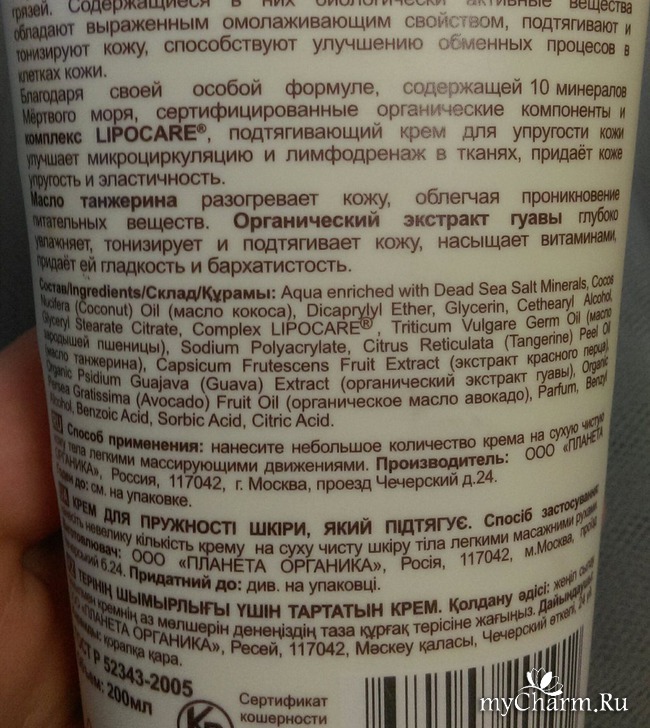 грязей. Содержащиеся в них биологически активные вещества
обладают выраженным омолаживающим свойством, подтягивают и
тонизируют кожу, способствуют улучшению обменных процесов в
клетках кожи.
Благодаря своей особой формуле, содержащей 10 минералов
Мёртвого моря, сертифицированные органические компоненты и
комплекс LIPOCARE®, подтягивающий крем для упругости кожи
улучшает микроциркуляцию и лимфодренаж в тканях, придаёт коже
упругость и эластичность.
Масло танжерина разогревает кожу, облегчая проникновение
питательных веществ. Органический экстракт гуавы глубоко
увлажняет, тонизирует и подтягивает кожу, насыщает витаминами,
придаёт ей гладкость и бархатистость.
Состав/Ingredients/Склад/Құрамы: Aqua enriched with Dead Sea Salt Minerals, Cocos
Nucifera (Coconut) Oil (масло кокоса), Dicaprylyl Ether, Glycerin, Cethearyl Alcohol,
Glyceryl Stearate Citrate, Complex LIPOCARE®, Triticum Vulgare Germ Oil (масло
зародышей пшеницы), Sodium Polyacrylate, Citrus Reticulata (Tangerine) Peel Oil
(масло танжерина), Capsicum Frutescens Fruit Extract (экстракт красного перца),
Organic Psidium Guajava (Guava) Extract (органический экстракт гуавы), Organic
Persea Gratissima (Avocado) Fruit Oil (органическое масло авокадо), Parfum, Benzyl
Alcohol, Benzoic Acid, Sorbic Acid, Citric Acid.
Способ применения: нанесите небольшое количество крема на сухую чистую
кожу тела легкими массирующими движениями. Производитель: ООО «ПЛАНЕТА
ОРГАНИКА», Россия, 117042, г. Москва, проезд Чечерский д.24.
до: см. на упаковке.
КРЕМ ДЛЯ ПРУЖНОСТІ ШКІРИ, ЯКИЙ ПІДТЯГУЄ. Спосіб застосування:
невелику кількість крему на суху чисту шкіру тіла легкими масажними рухами.
ООО «ПЛАНЕТА ОРГАНИКА», Росія, 117042, м.Москва, проїзд
б.24. Придатний до: див. на упаковці.
ТЕРІНІҢ ШЫМЫРЛЫҒЫ ҮШІН ТАРТАТЫН КРЕМ. Қолдану әдісі: жеңіл
кремнің аз мөлшерін дененіздің таза құрғақ терісіне жағыңыз.
«ПЛАНЕТА ОРГАНИКА», Ресей, 117042, Мәскеу қаласы, Чечерский өткелі, 24
қорапқа қара.
Р 52343-2005
200мл
Сертификат
кошерности
myCharm.Ru